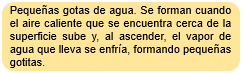 Pequeñas gotas de agua. Se forman cuando
el aire caliente que se encuentra cerca de la
superficie sube y, al ascender, el vapor de
agua que lleva se enfría, formando pequeñas
gotitas.